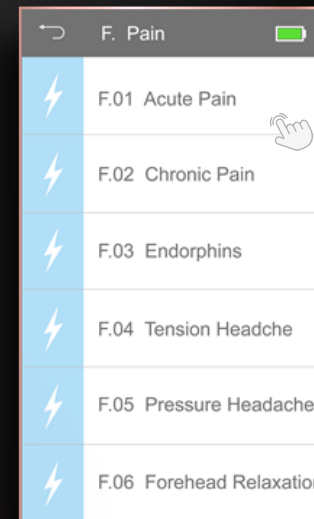 F. Pain
F.01 Acute Pain
F.02 Chronic Pain
F.03 Endorphins
F.04 Tension Headche
F.05 Pressure Headache
F.06 Forehead Relaxation